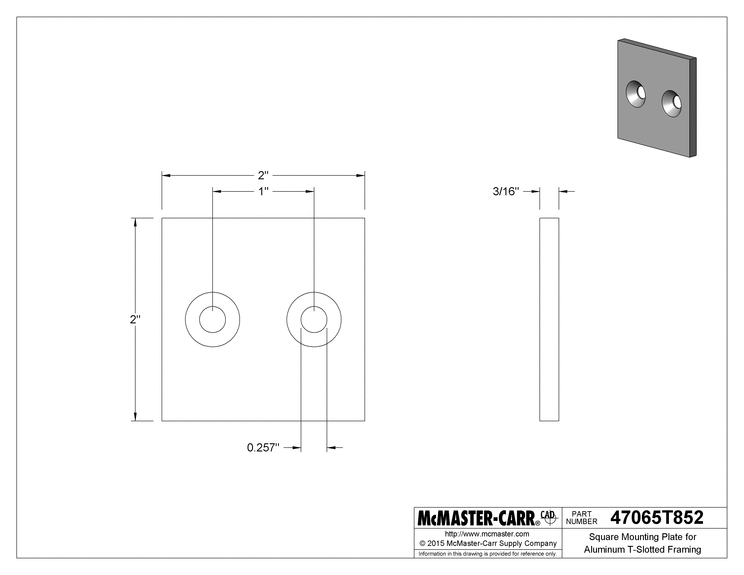 2"
1"
3/16"
2"
0.257"
McMASTER-CARR® CAD
PART NUMBER
47065T852
http://www.mcmaster.com
© 2015 McMaster-Carr Supply Company
Information in this drawing is provided for reference only.
Square Mounting Plate for
Aluminum T-Slotted Framing